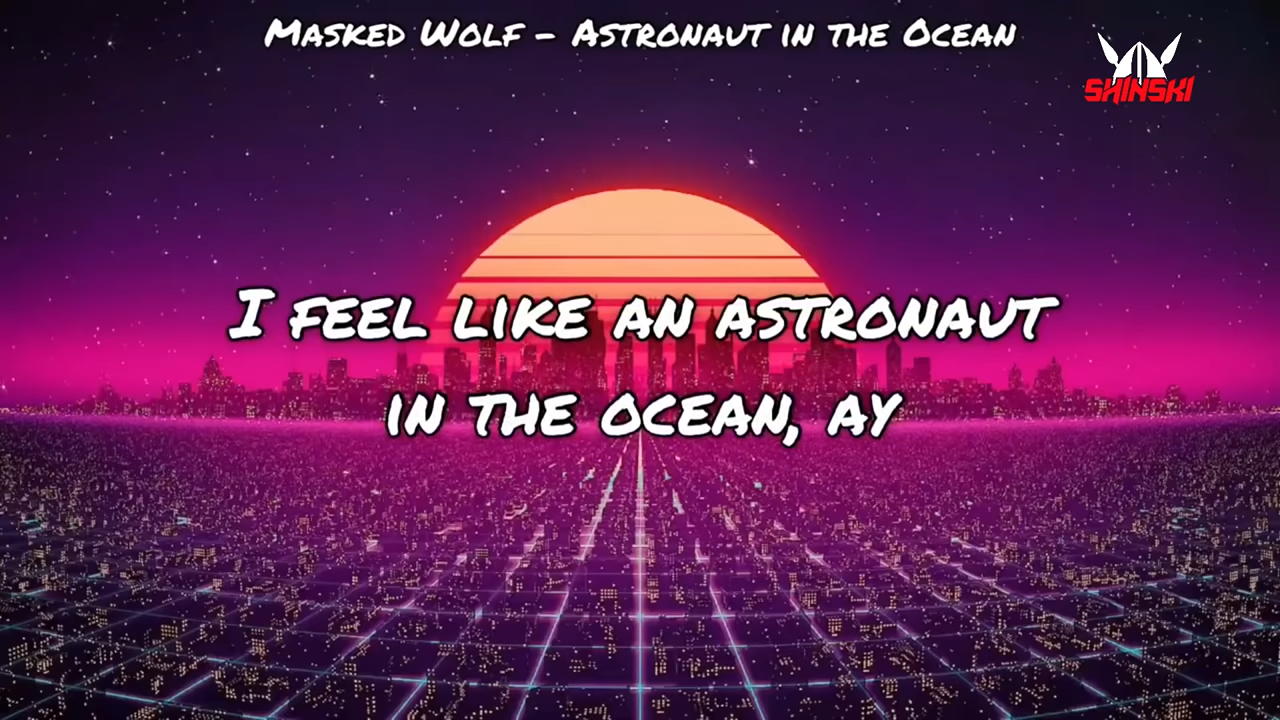 Masked Wolf - Astronaut in the Ocean
SHINSKI
I feel like an astronaut
in the ocean, ay